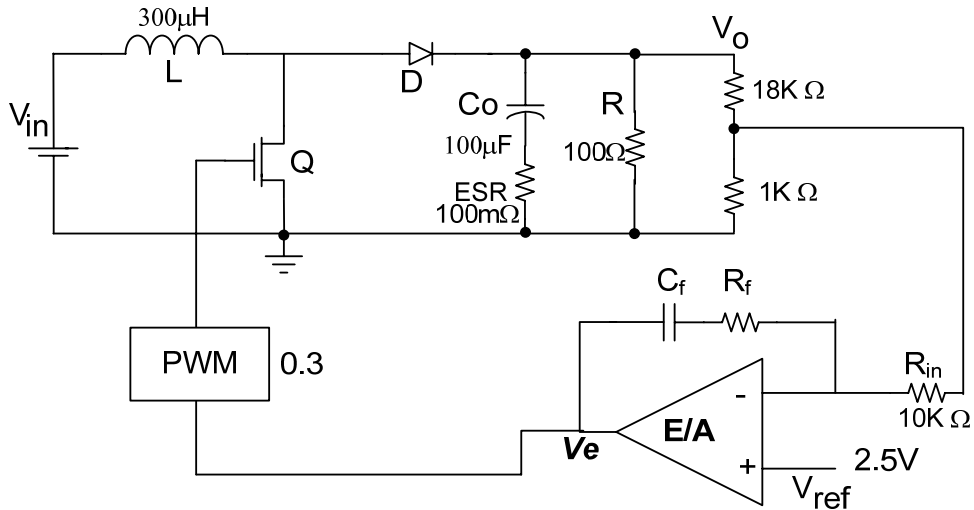 300μH
L
D
Vo
18K Ω
Vin
Co
100μF
R
100Ω
Q
ESR
100mΩ
1K Ω
Cf
Rf
PWM
0.3
Rin
10K Ω
-
E/A
Ve
+
2.5V
Vref